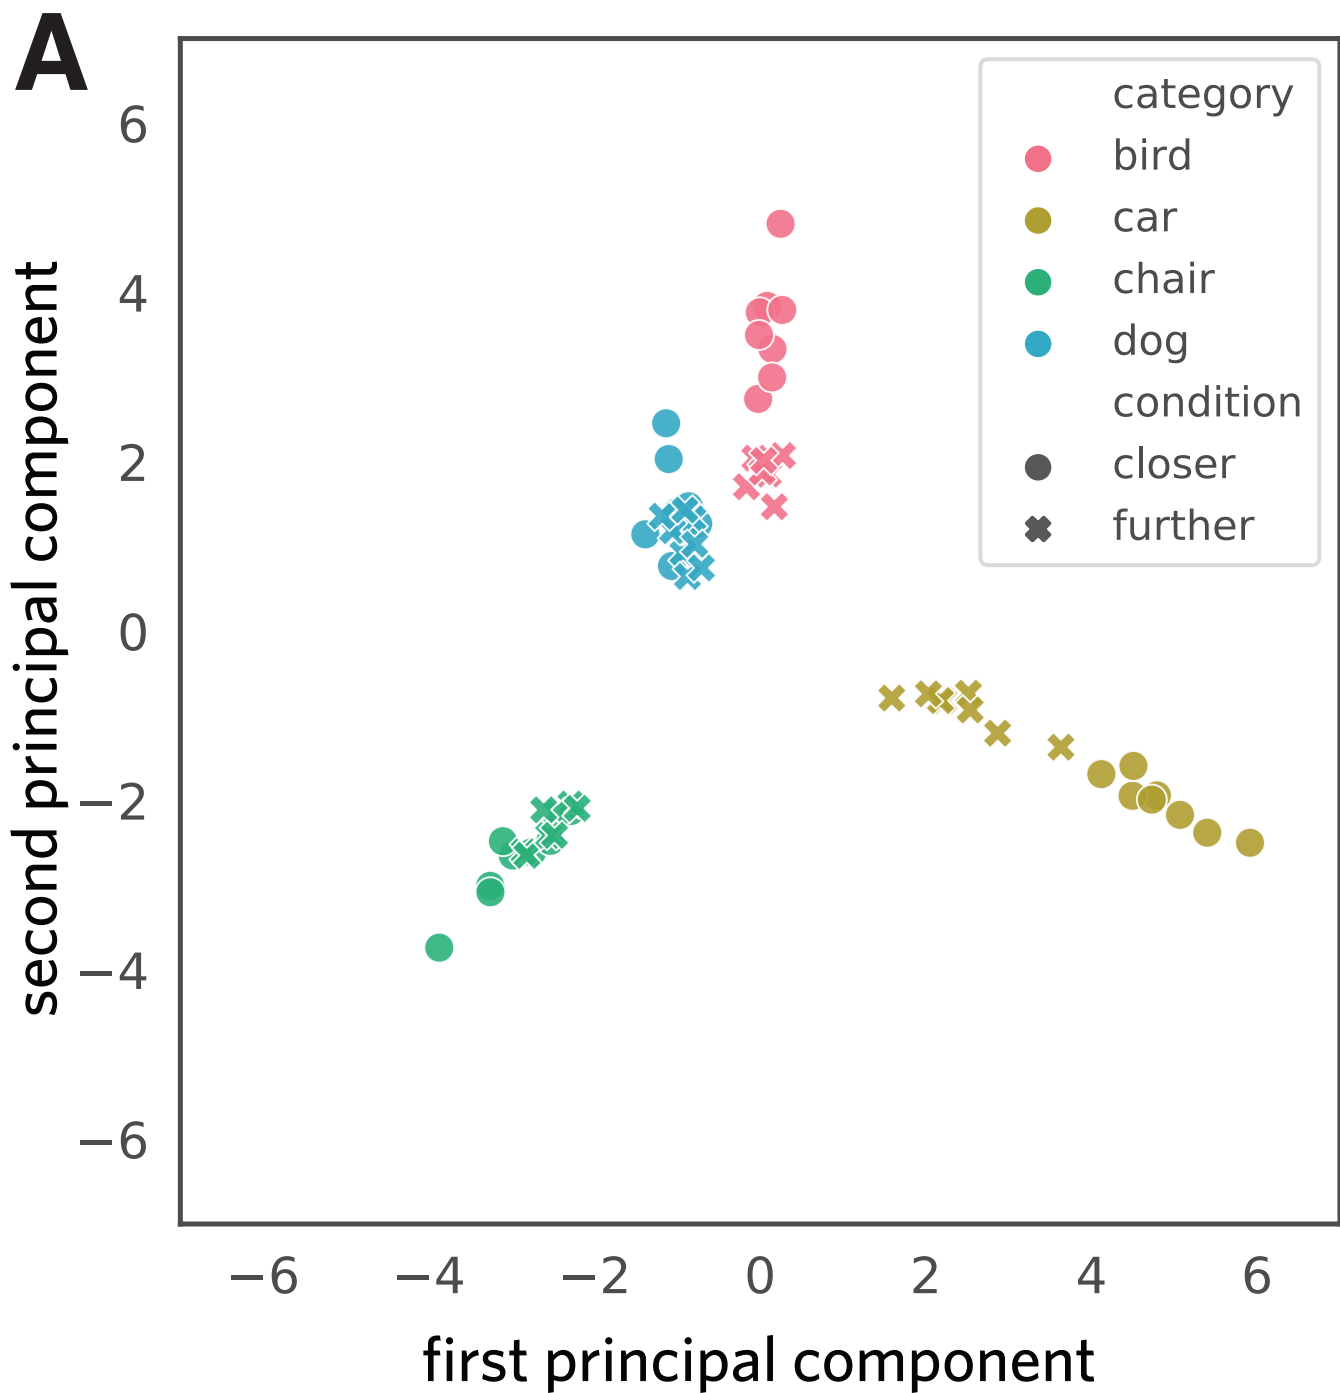 A
category
bird
car
chair
dog
condition
closer
further
6
4
2
0
−2
−4
−6
second principal component
−6 −4 −2 0 2 4 6
first principal component